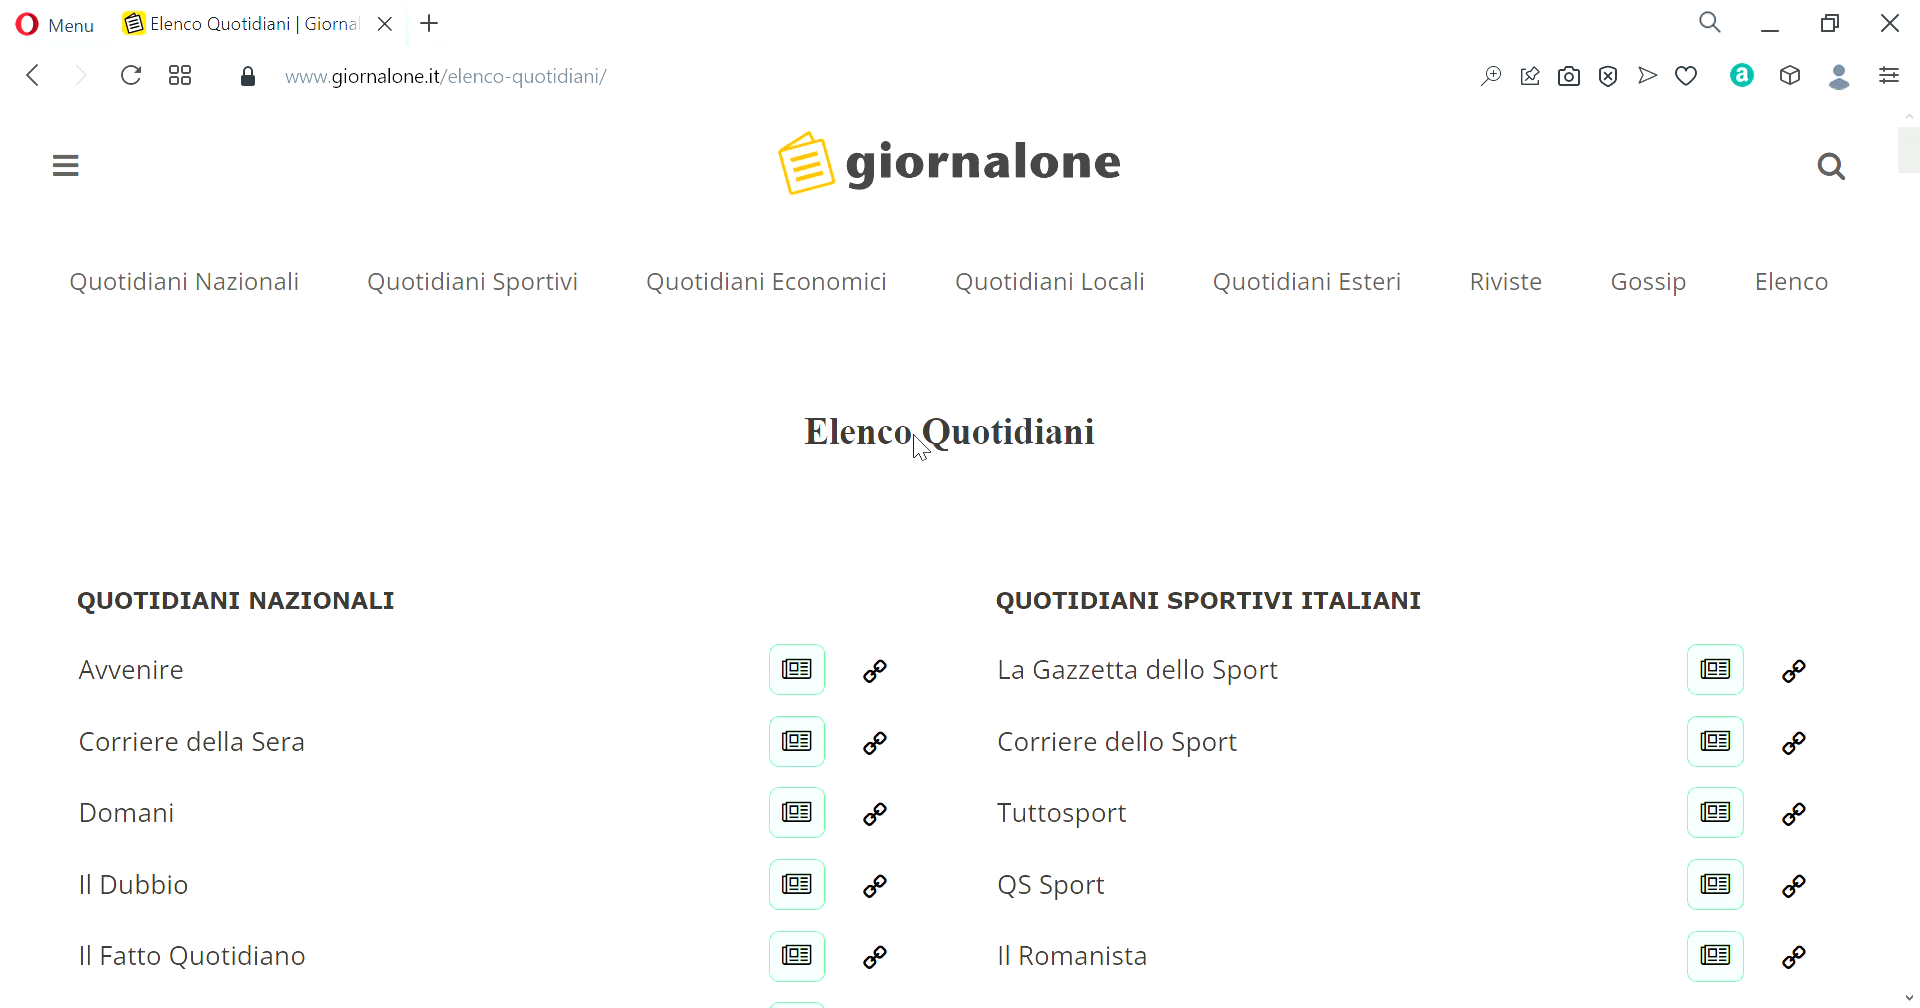 Menu
Elenco Quotidiani | Giorna
www.giornalone.it/elenco-quotidiani/
giornalone
Quotidiani Nazionali
Quotidiani Sportivi
Quotidiani Economici
Quotidiani Locali
Quotidiani Esteri
Riviste
Gossip
Elenco
Elenco Quotidiani
QUOTIDIANI NAZIONALI
Avvenire
Corriere della Sera
Domani
Il Dubbio
Il Fatto Quotidiano
QUOTIDIANI SPORTIVI ITALIANI
La Gazzetta dello Sport
Corriere dello Sport
Tuttosport
QS Sport
Il Romanista